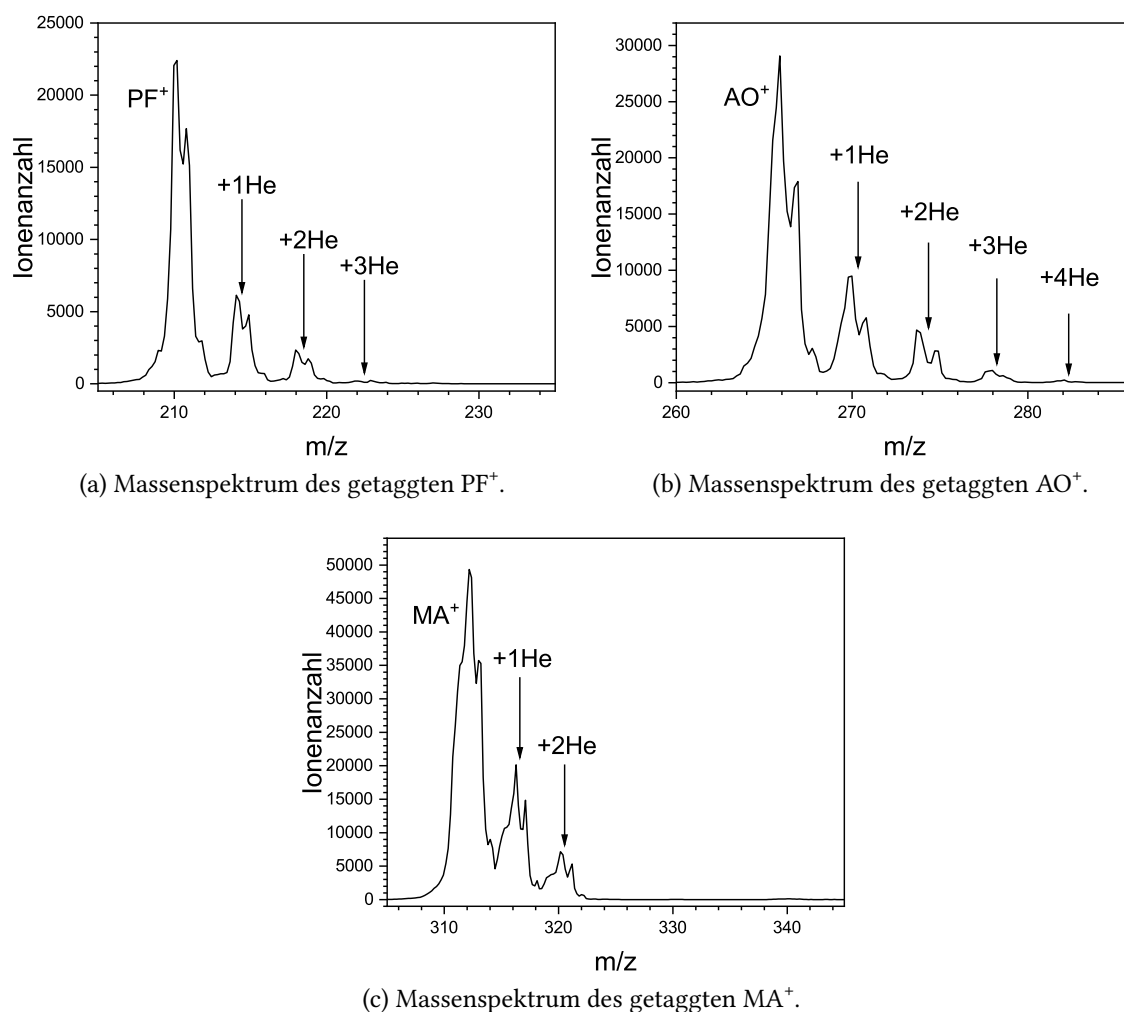 25000
20000
15000
10000
5000
0
Ionenanzahl
PF⁺
+1He
+2He
+3He
210 220 230
m/z
(a) Massenspektrum des getaggten PF⁺.
30000
25000
20000
15000
10000
5000
0
Ionenanzahl
AO⁺
+1He
+2He
+3He
+4He
260 270 280
m/z
(b) Massenspektrum des getaggten AO⁺.
50000
45000
40000
35000
30000
25000
20000
15000
10000
5000
0
Ionenanzahl
MA⁺
+1He
+2He
310 320 330 340
m/z
(c) Massenspektrum des getaggten MA⁺.